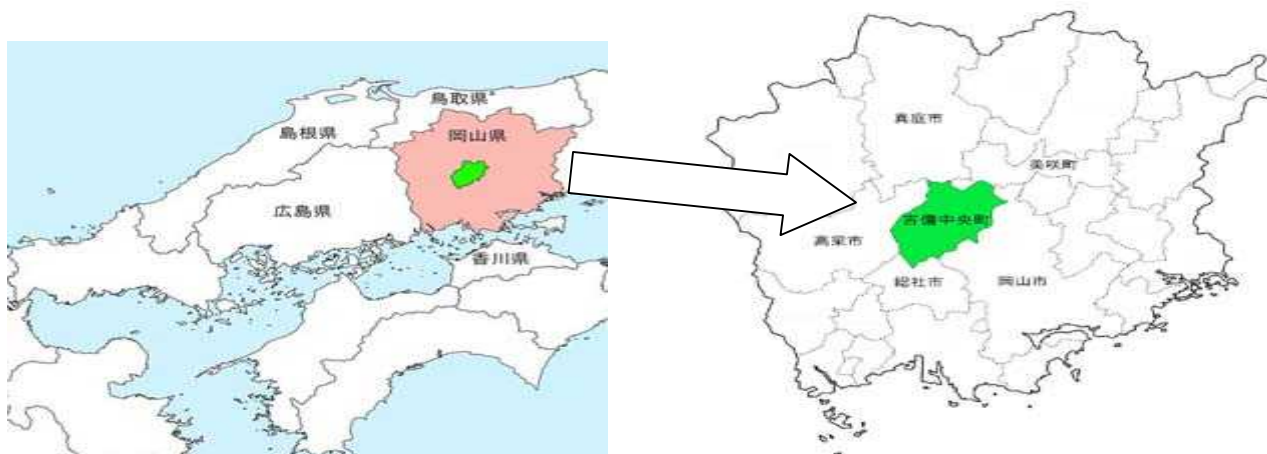 鳥取県
島根県
岡山県
広島県
香川県
真庭市
美咲町
吉備中央町
高梁市
総社市
岡山市